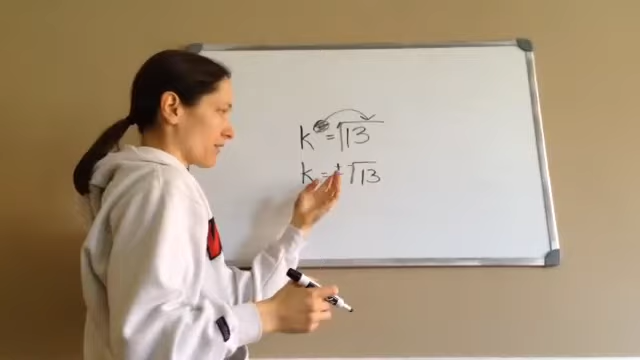 k = √13
k = ± √13